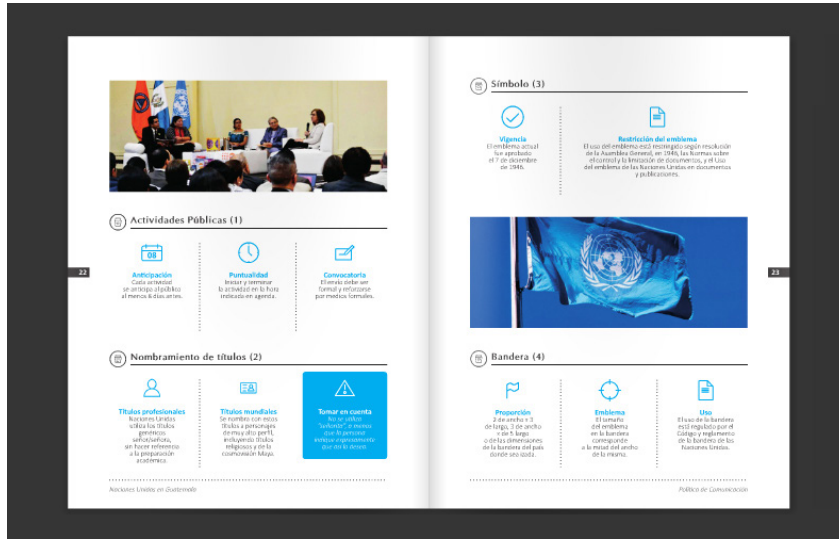 Actividades Públicas (1)
08
Anticipación
Cada actividad
se anticipa al público
al menos 8 días antes.
Puntualidad
Iniciar y terminar
la actividad en la hora
indicada en agenda.
Convocatoria
El envío debe ser
formal y reforzarse
por medios formales.
22
Nombramiento de títulos (2)
Títulos profesionales
Naciones Unidas
utiliza los títulos
genéricos
señor/señora,
sin hacer referencia
a la preparación
académica.
Títulos mundiales
Se nombra con estos
títulos a personajes
de muy alto perfil,
incluyendo títulos
religiosos y de la
cosmovisión Maya.
Tomar en cuenta
No se utiliza
"señorita", a menos
que la persona
indique expresamente
que así lo desea
Naciones Unidas en Guatemala
Símbolo (3)
Vigencia
El emblema actual
fue aprobado
el 7 de diciembre
de 1946.
Restricción del emblema
El uso del emblema está restringido según resolución
de la Asamblea General, en 1946, las Normas sobre
el control y la limitación de documentos, y el Uso
del emblema de las Naciones Unidas en documentos
y publicaciones.
23
Bandera (4)
Proporción
2 de ancho × 3
de largo, 3 de ancho
× de 5 largo
o de las dimensiones
de la bandera del país
donde sea izada.
Emblema
El tamaño
del emblema
en la bandera
corresponde
a la mitad del ancho
de la misma.
Uso
El uso de la bandera
está regulado por el
Código y reglamento
de la bandera de las
Naciones Unidas.
Política de Comunicación